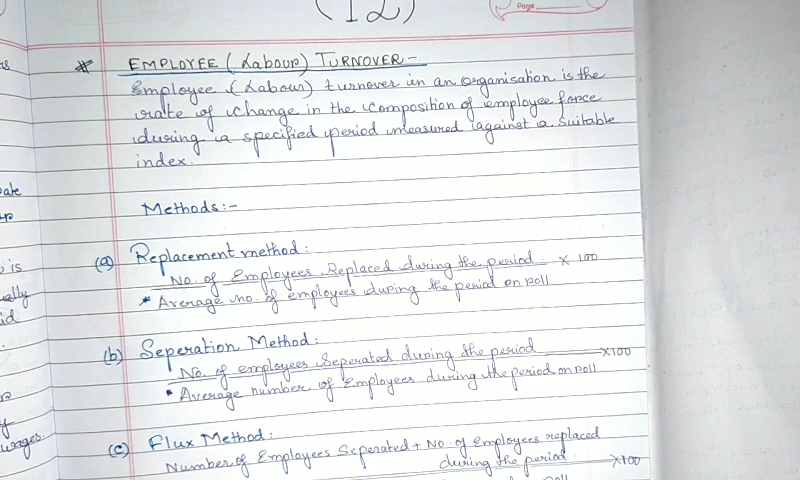 (12)
Page
# EMPLOYEE (Labour) TURNOVER -
Employee (Labour) turnover in an organisation is the
rate of change in the composition of employee force
during a specified period measured against a suitable
index.
Methods:-
(a) Replacement method:
No. of Employees Replaced during the period X 100
* Average no. of employees during the period on roll
(b) Seperation Method:
No. of employees Seperated during the period X100
* Average number of Employees during the period on roll
(c) Flux Method:
Number of Employees Seperated + No. of Employees replaced
during the period. X100
roll
is
ate